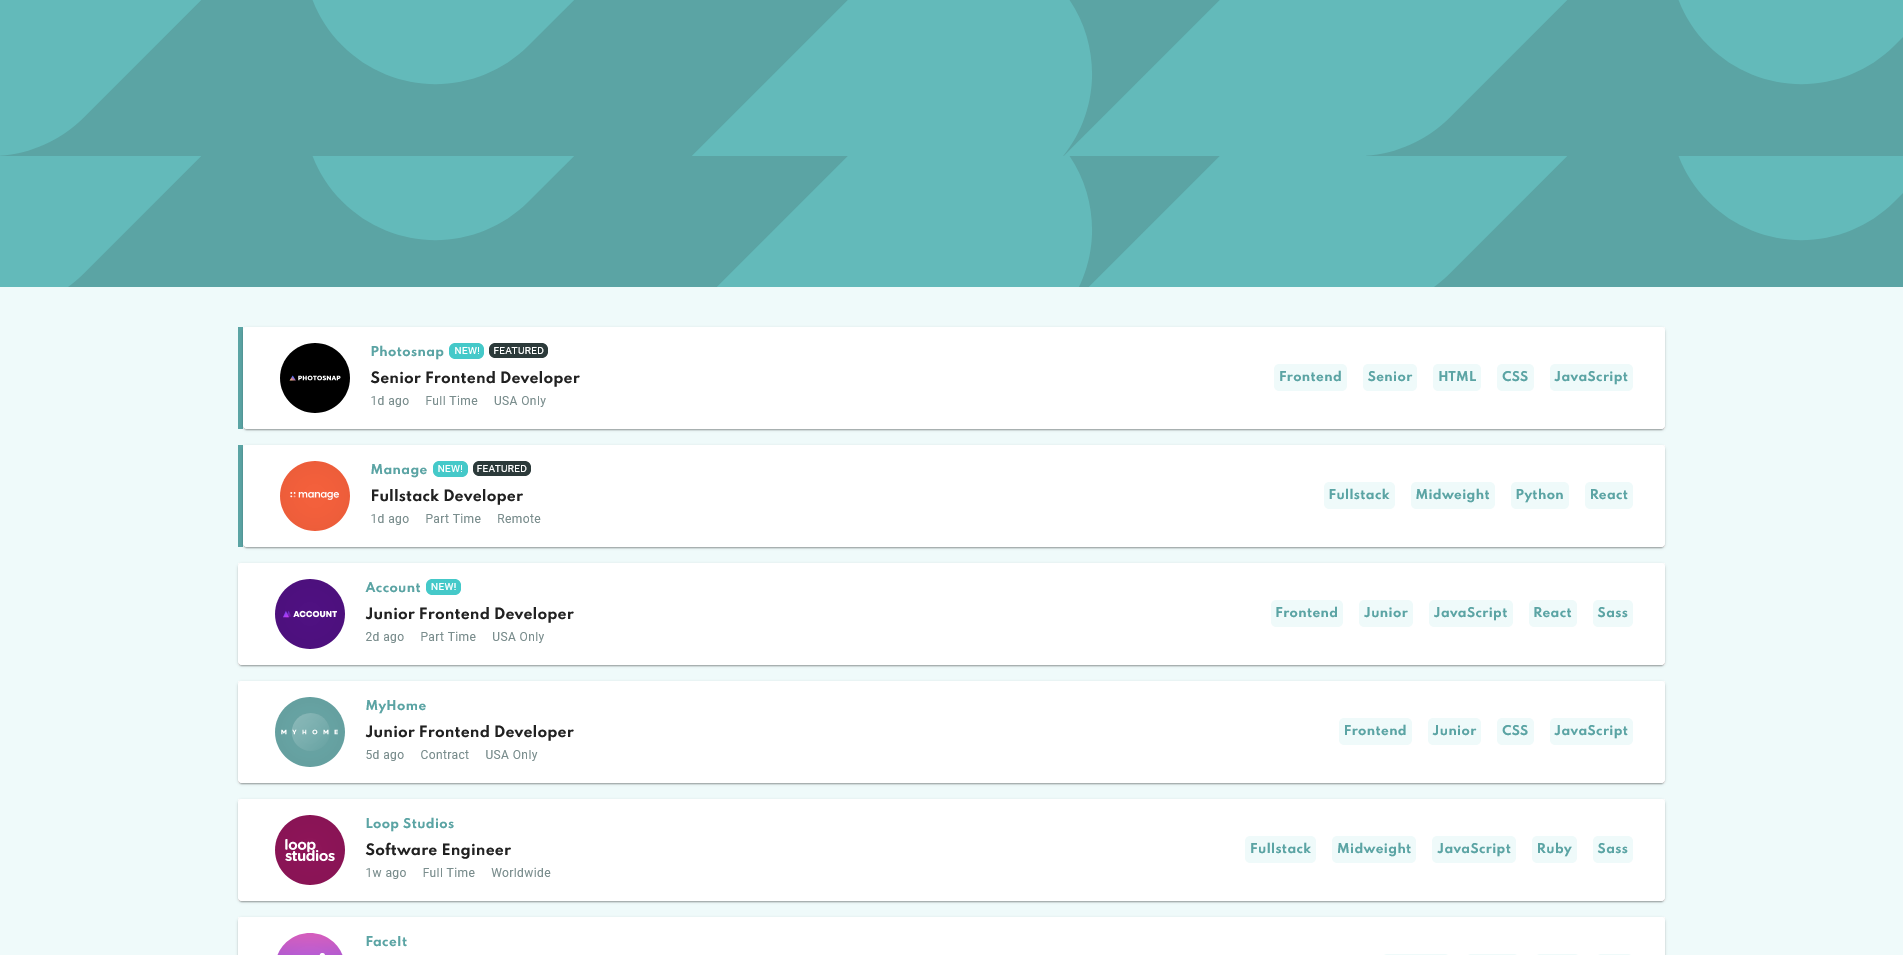 PHOTOSNAP
Photosnap NEW! FEATURED
Senior Frontend Developer
1d ago Full Time USA Only
Frontend Senior HTML CSS JavaScript
manage
Manage NEW! FEATURED
Fullstack Developer
1d ago Part Time Remote
Fullstack Midweight Python React
ACCOUNT
Account NEW!
Junior Frontend Developer
2d ago Part Time USA Only
Frontend Junior JavaScript React Sass
MYHOME
MyHome
Junior Frontend Developer
5d ago Contract USA Only
Frontend Junior CSS JavaScript
loop
studios
Loop Studios
Software Engineer
1w ago Full Time Worldwide
Fullstack Midweight JavaScript Ruby Sass
FaceIt